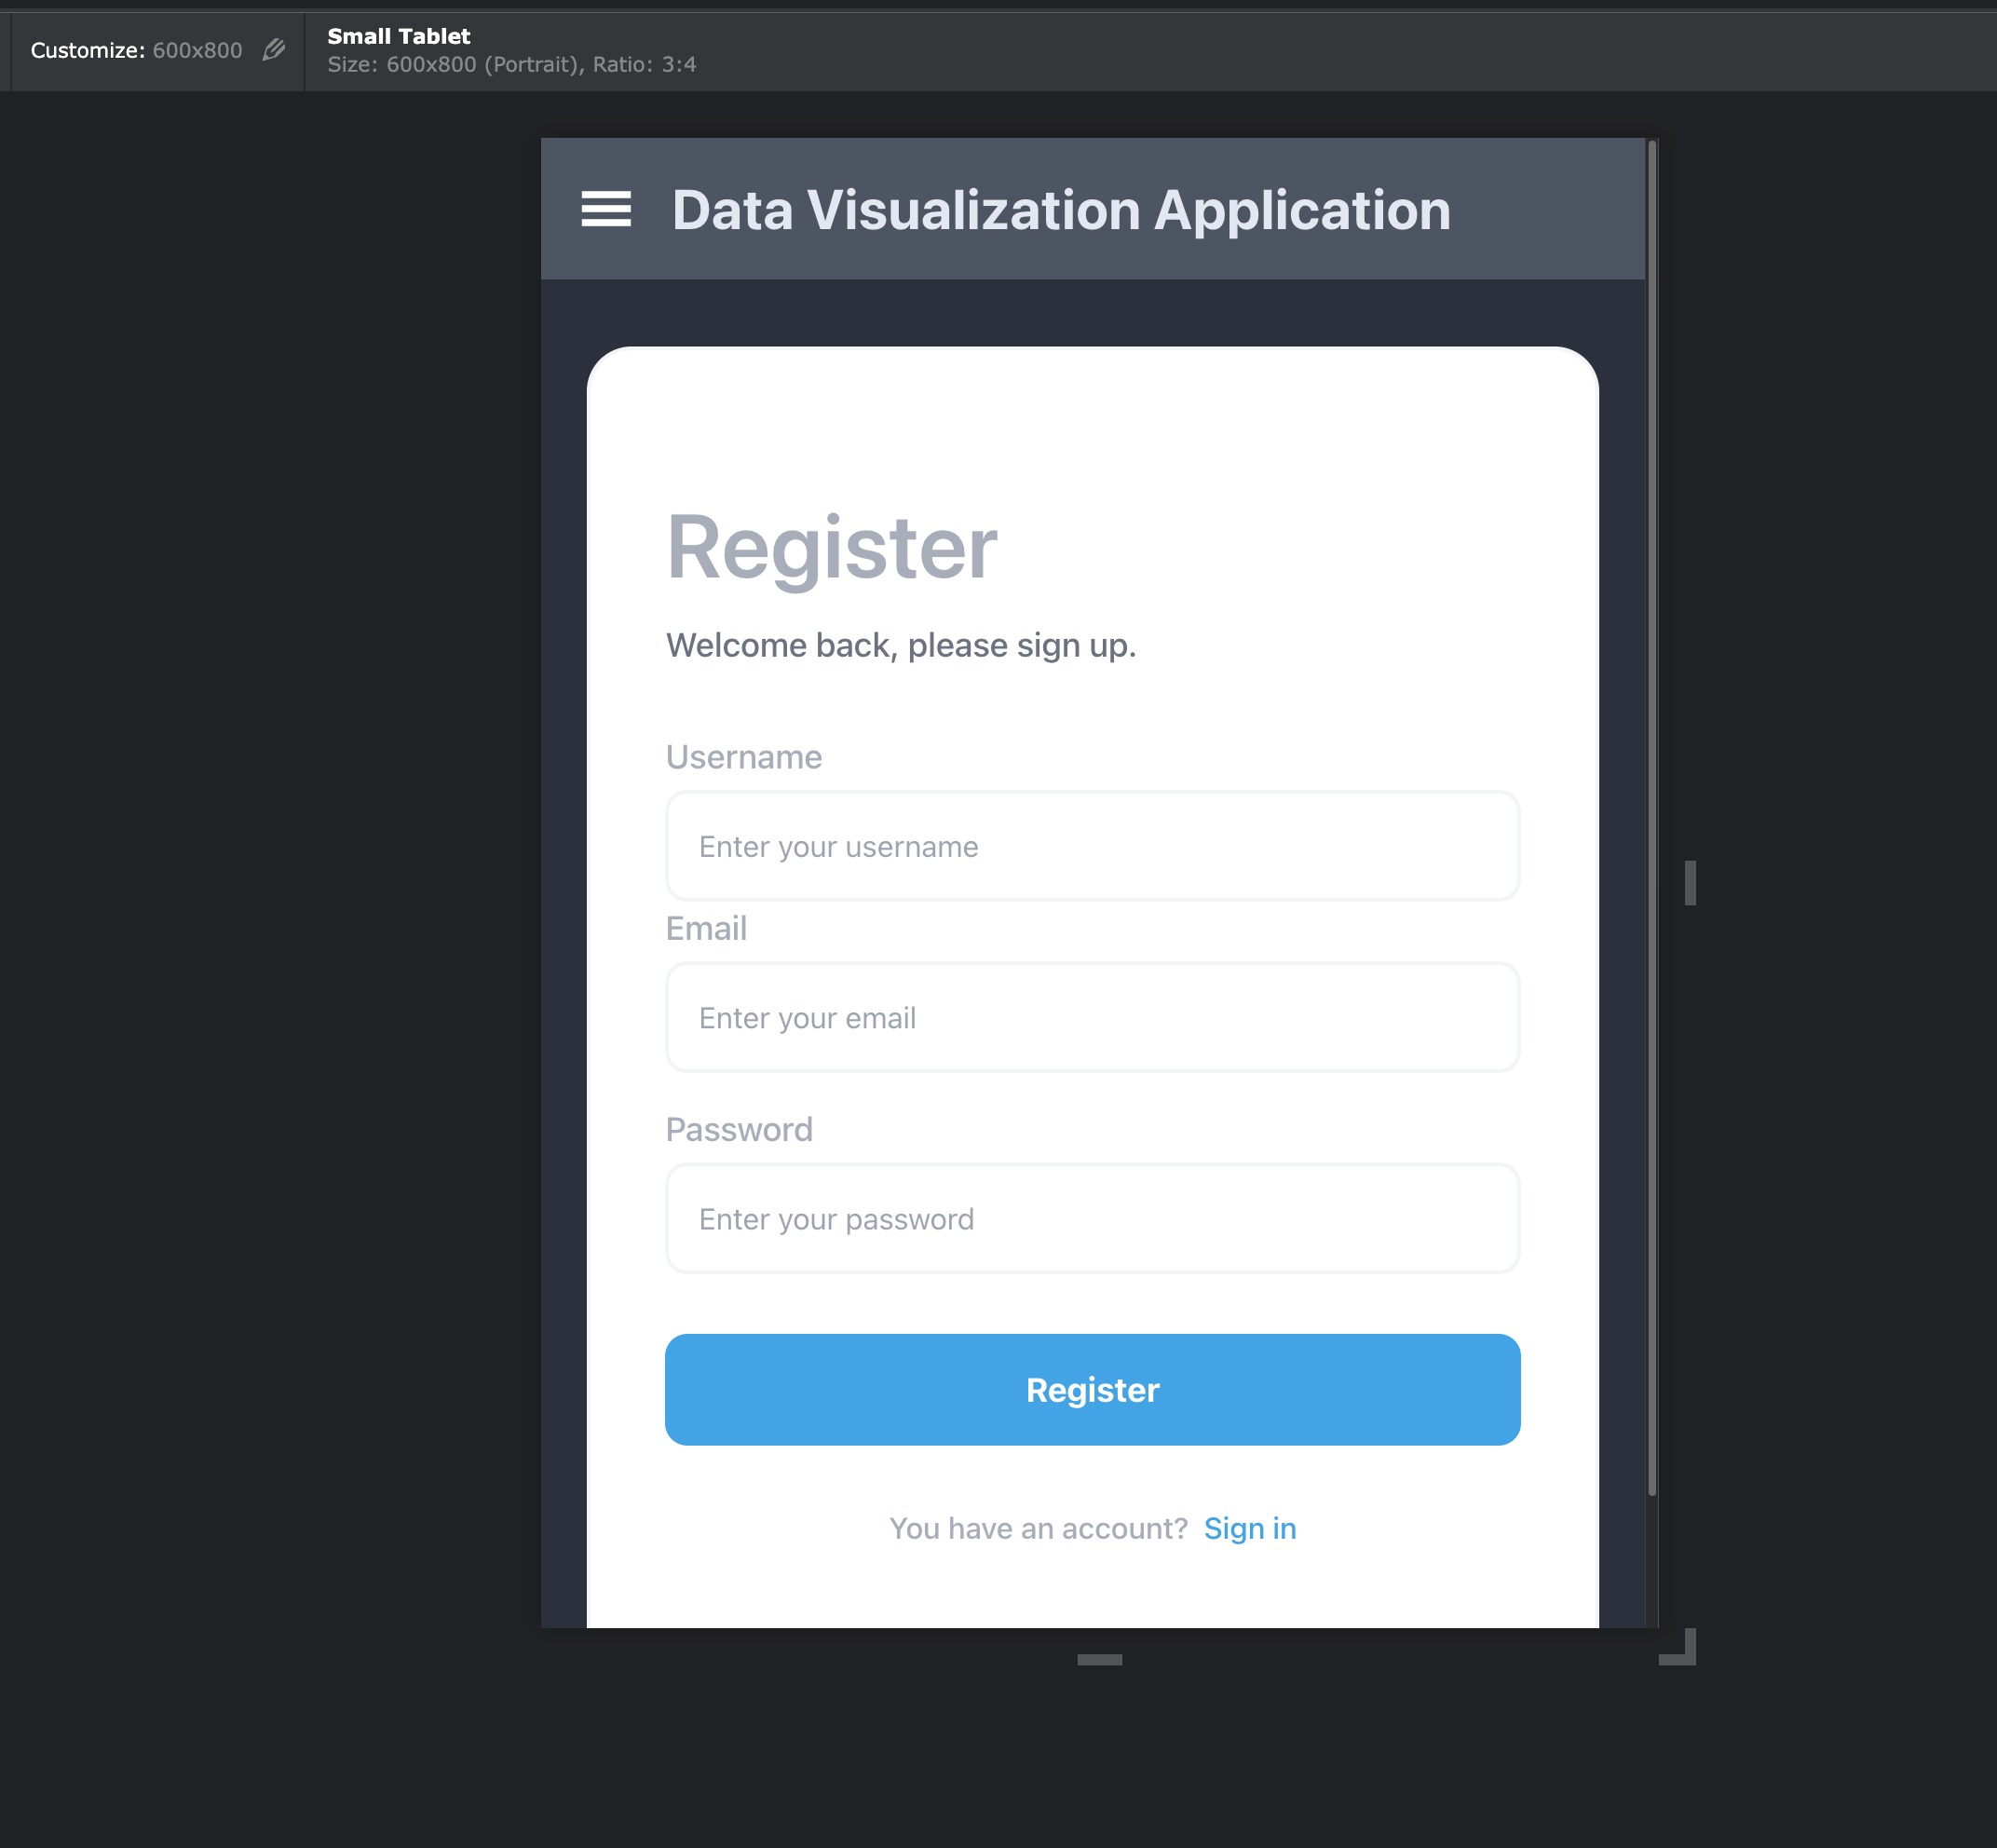 Customize: 600x800
Small Tablet
Size: 600x800 (Portrait), Ratio: 3:4
Data Visualization Application
Register
Welcome back, please sign up.
Username
Enter your username
Email
Enter your email
Password
Enter your password
Register
You have an account? Sign in